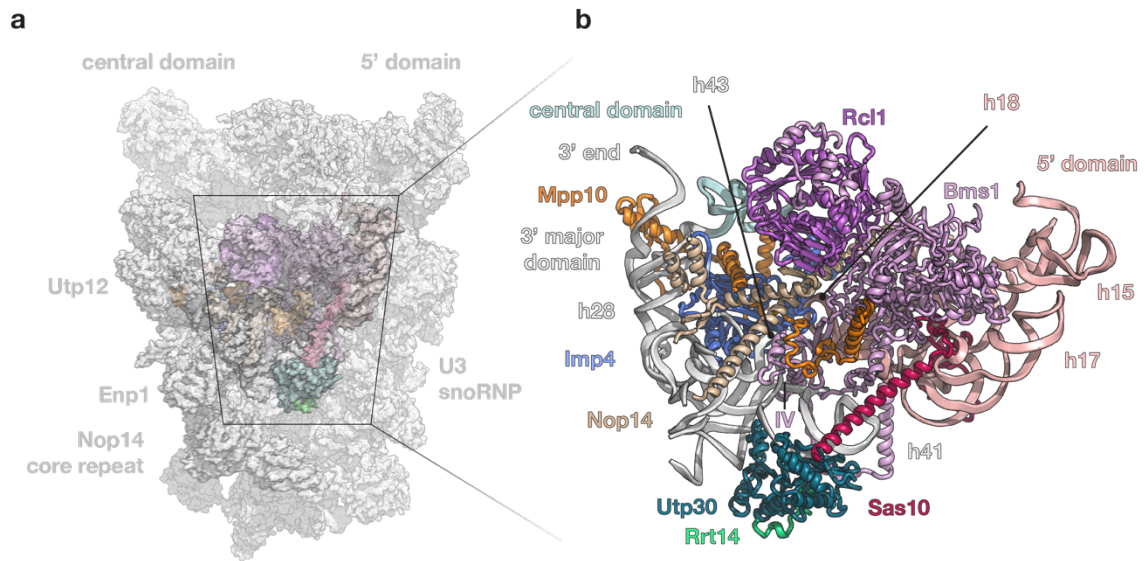 a
central domain
5’ domain
Utp12
Enp1
Nop14
core repeat
U3
snoRNP
b
h43
central domain
Rcl1
h18
3’ end
5’ domain
Mpp10
Bms1
3’ major
domain
h15
h28
h17
Imp4
Nop14
IV
h41
Utp30
Sas10
Rrt14